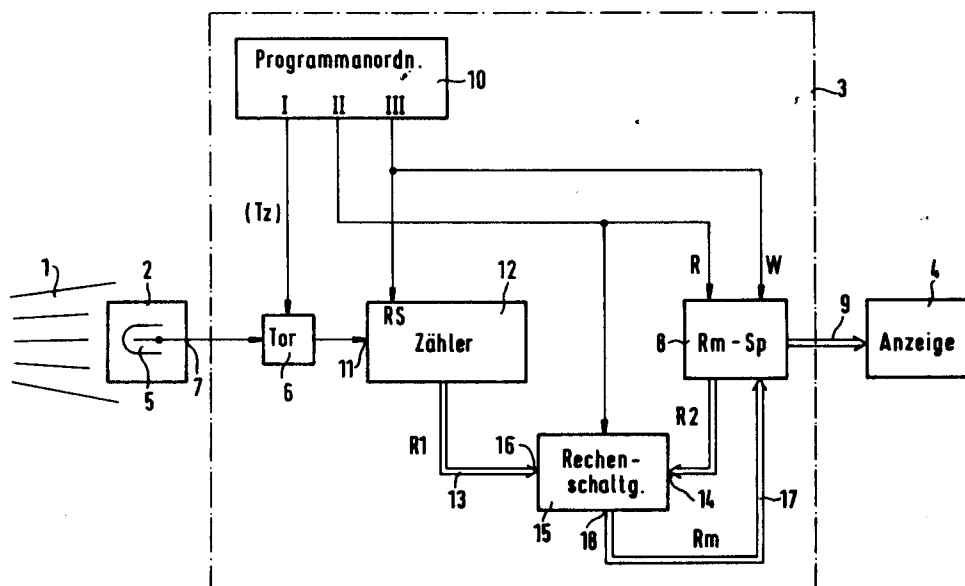 Programmanordn.
10
I II III
3
(Tz)
1
2
12
R
W
4
RS
9
Tor
Zähler
8
Rm-Sp
Anzeige
7
11
5
6
R1
R2
16
Rechen-
schaltg.
13
14
17
15
18
Rm